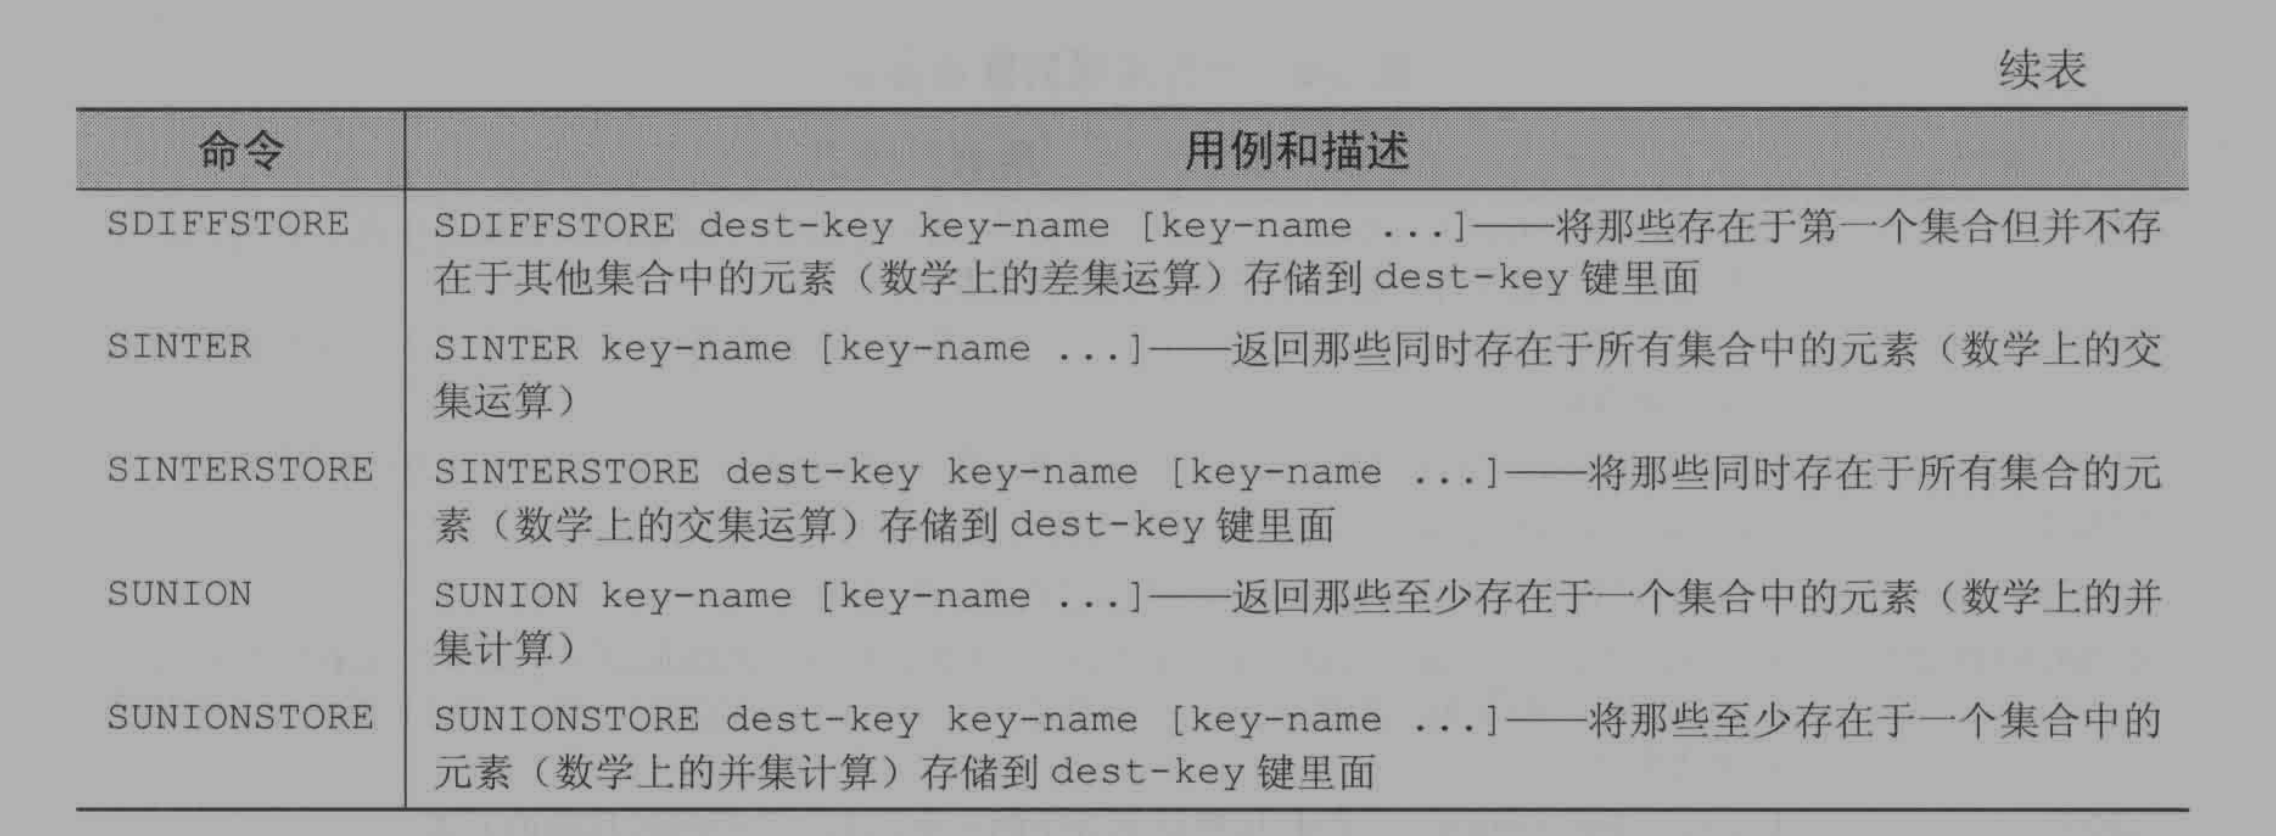 续表
命令 用例和描述
SDIFFSTORE SDIFFSTORE dest-key key-name [key-name ...]——将那些存在于第一个集合但并不存
在于其他集合中的元素（数学上的差集运算）存储到 dest-key 键里面
SINTER SINTER key-name [key-name ...]——返回那些同时存在于所有集合中的元素（数学上的交
集运算）
SINTERSTORE SINTERSTORE dest-key key-name [key-name ...]——将那些同时存在于所有集合的元
素（数学上的交集运算）存储到 dest-key 键里面
SUNION SUNION key-name [key-name ...]——返回那些至少存在于一个集合中的元素（数学上的并
集计算）
SUNIONSTORE SUNIONSTORE dest-key key-name [key-name ...]——将那些至少存在于一个集合中的
元素（数学上的并集计算）存储到 dest-key 键里面